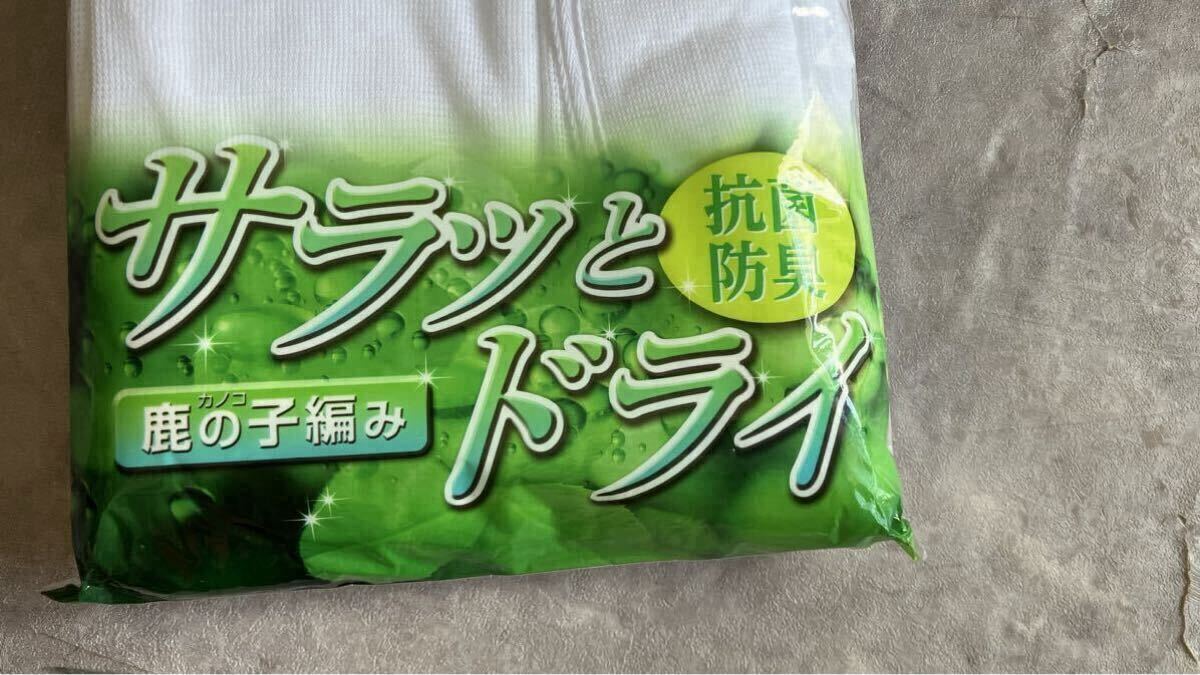 サラッと
ドライ
抗菌
防臭
カノコ
鹿の子編み